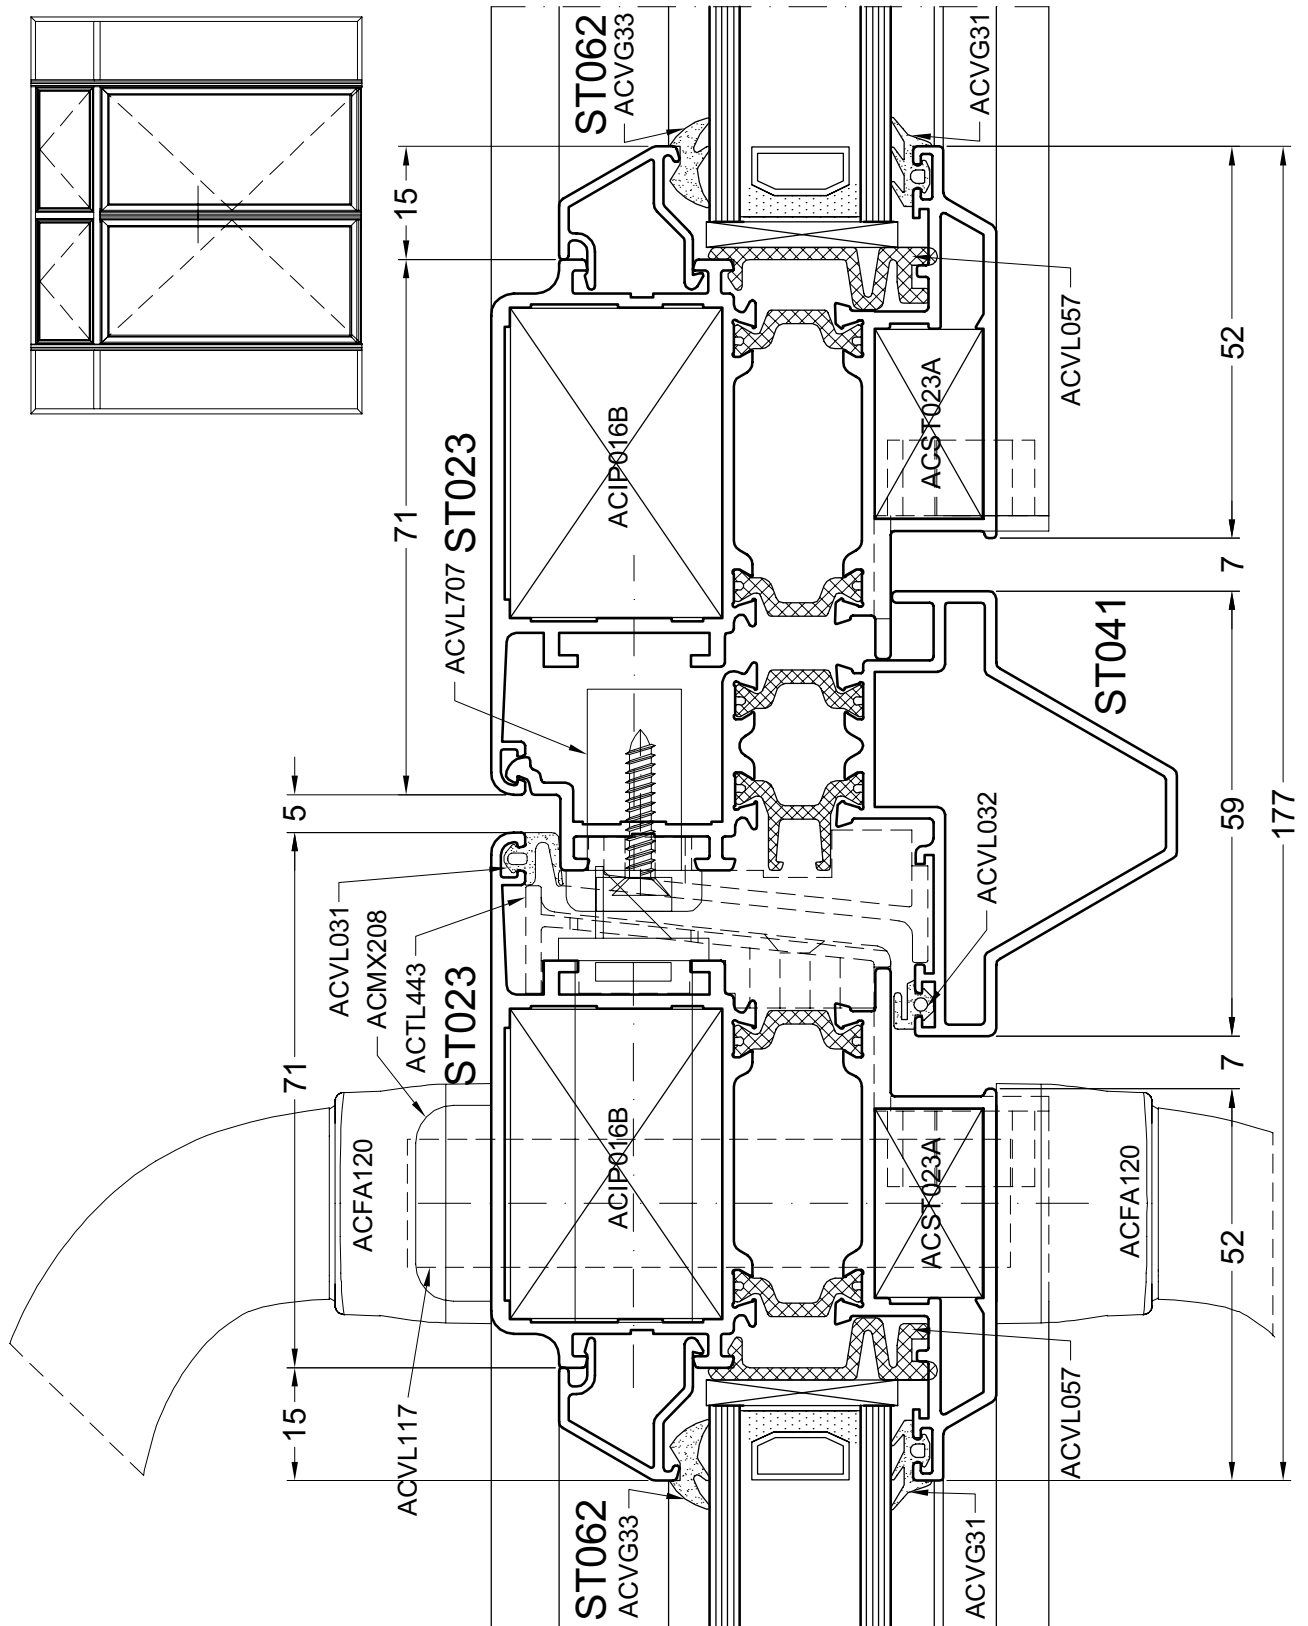 ST062
ACVG33
ACVG31
15
71
ST023
ACVL707
ACIP016B
ACST023A
ACVL057
52
7
ST041
59
177
5
ACVL031
ACMX208
ACTL443
ST023
ACVL032
71
7
ACFA120
ACIP016B
ACST023A
ACFA120
52
15
ACVL117
ACVL057
ST062
ACVG33
ACVG31